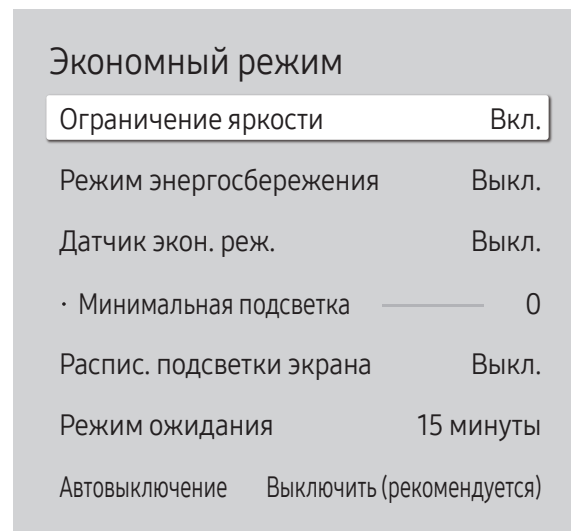 Экономный режим
Ограничение яркости Вкл.
Режим энергосбережения Выкл.
Датчик экон. реж. Выкл.
· Минимальная подсветка 0
Распис. подсветки экрана Выкл.
Режим ожидания 15 минуты
Автовыключение Выключить (рекомендуется)